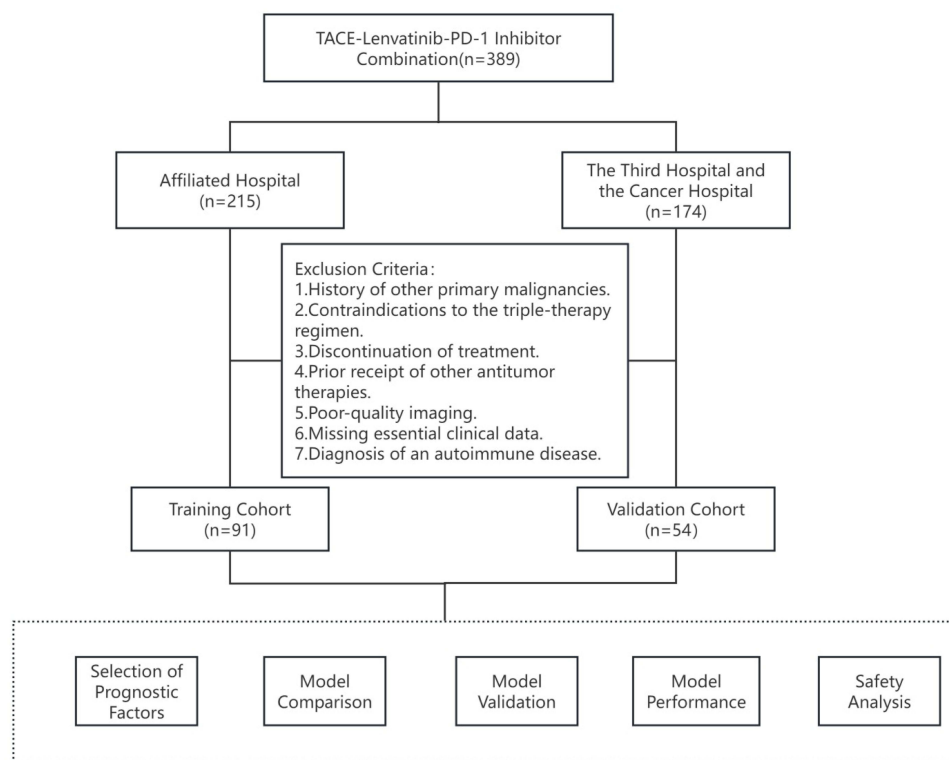 TACE-Lenvatinib-PD-1 Inhibitor
Combination(n=389)
Affiliated Hospital
(n=215)
The Third Hospital and
the Cancer Hospital
(n=174)
Exclusion Criteria:
1.History of other primary malignancies.
2.Contraindications to the triple-therapy
regimen.
3.Discontinuation of treatment.
4.Prior receipt of other antitumor
therapies.
5.Poor-quality imaging.
6.Missing essential clinical data.
7.Diagnosis of an autoimmune disease.
Training Cohort
(n=91)
Validation Cohort
(n=54)
Selection of
Prognostic
Factors
Model
Comparison
Model
Validation
Model
Performance
Safety
Analysis